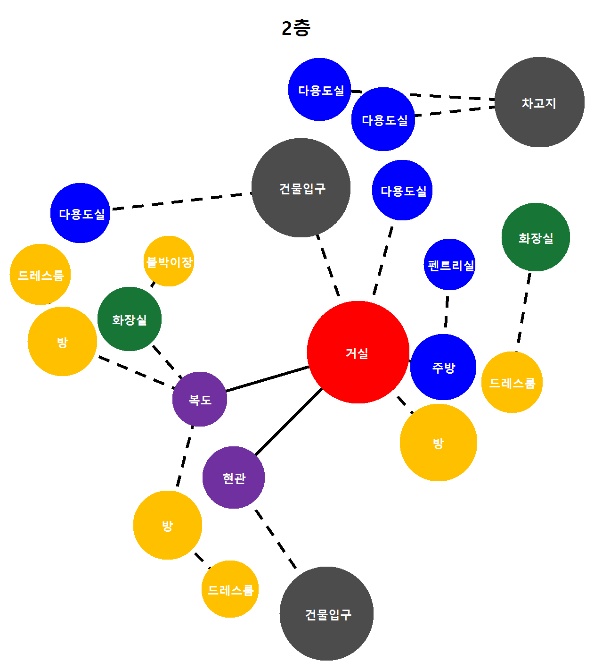 2층
다용도실
다용도실
차고지
건물입구
다용도실
다용도실
화장실
펜트리실
붙박이장
드레스룸
화장실
방
거실
주방
드레스룸
복도
방
현관
방
드레스룸
건물입구